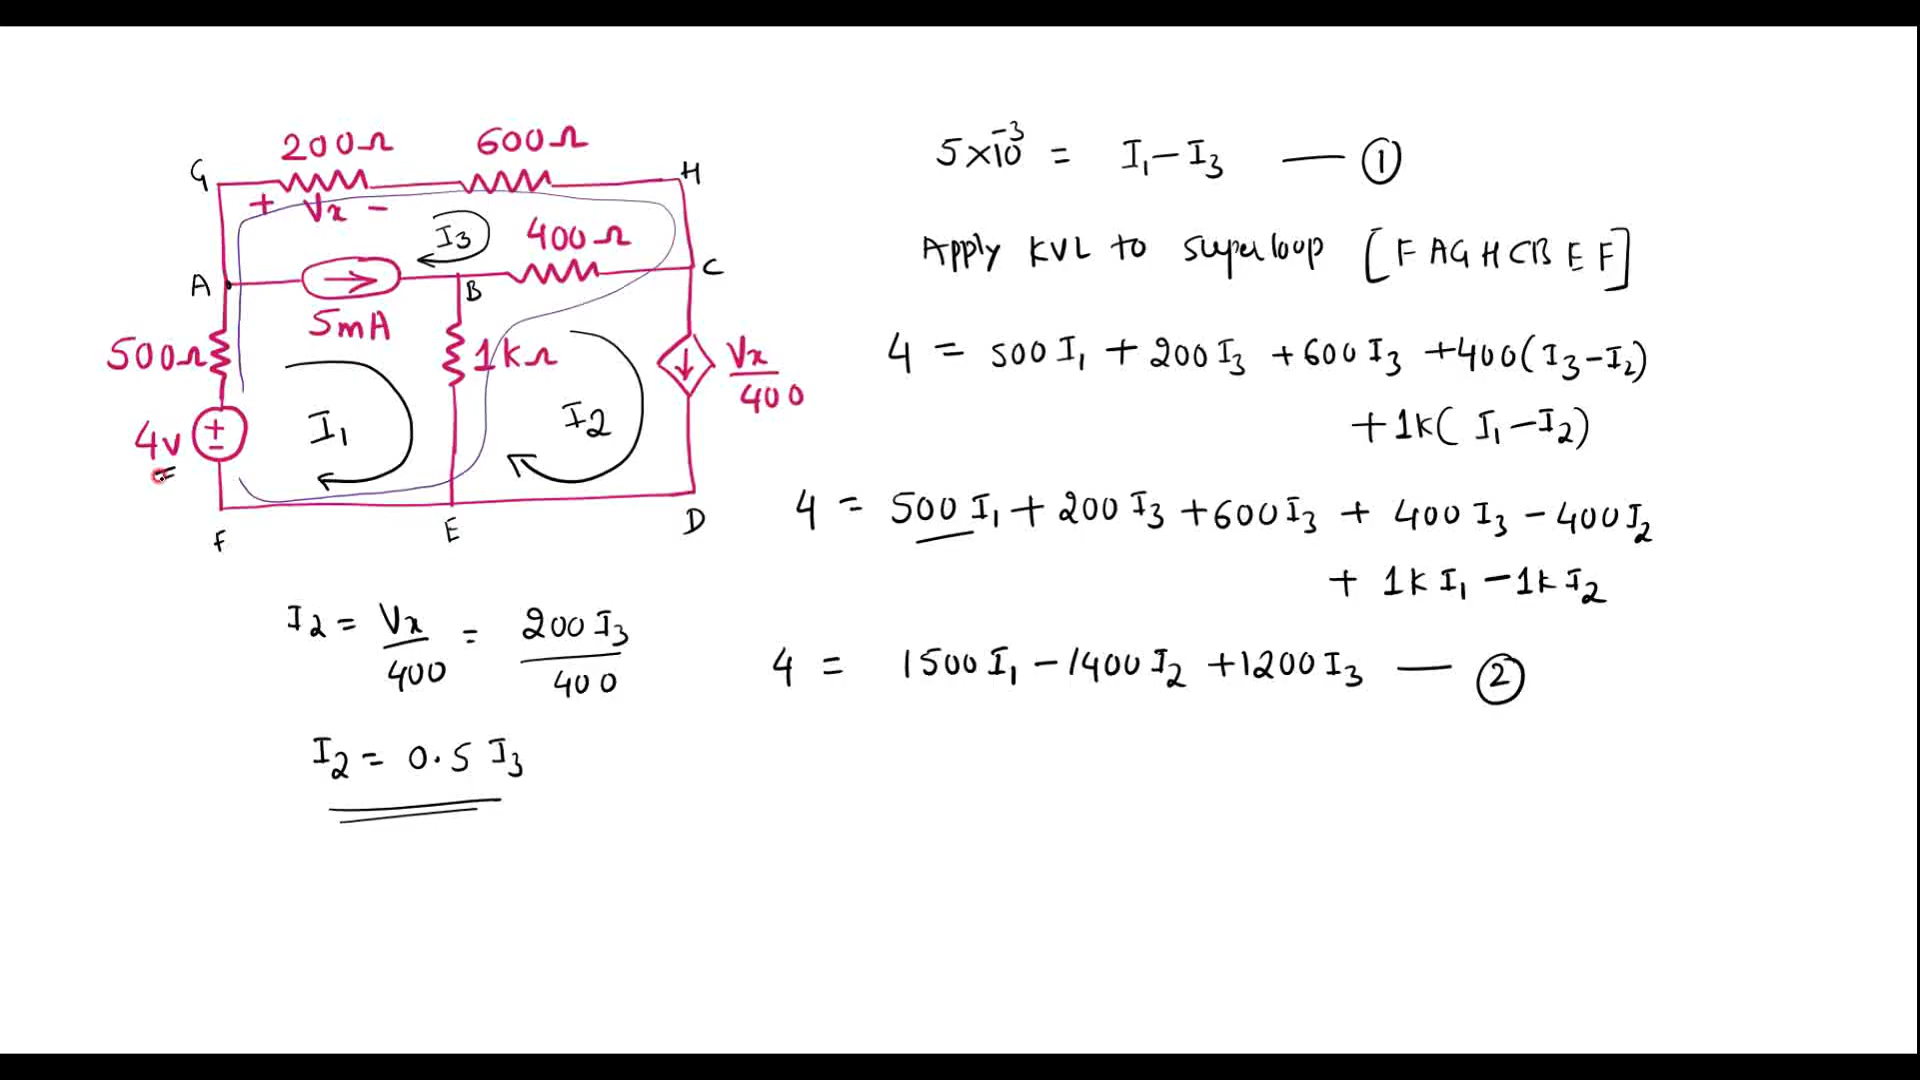 200Ω 600Ω
G H
+ Vx -
I3 400Ω
A B C
5mA
500Ω 1kΩ Vx/400
4v + - I1 I2
F E D
I2 = Vx/400 = 200 I3/400
I2 = 0.5 I3
5×10⁻³ = I1 - I3 — ①
Apply KVL to superloop [F A G H C B E F]
4 = 500 I1 + 200 I3 + 600 I3 + 400(I3 - I2)
+ 1k( I1 - I2)
4 = 500 I1 + 200 I3 + 600 I3 + 400 I3 - 400 I2
+ 1k I1 - 1k I2
4 = 1500 I1 - 1400 I2 + 1200 I3 — ②